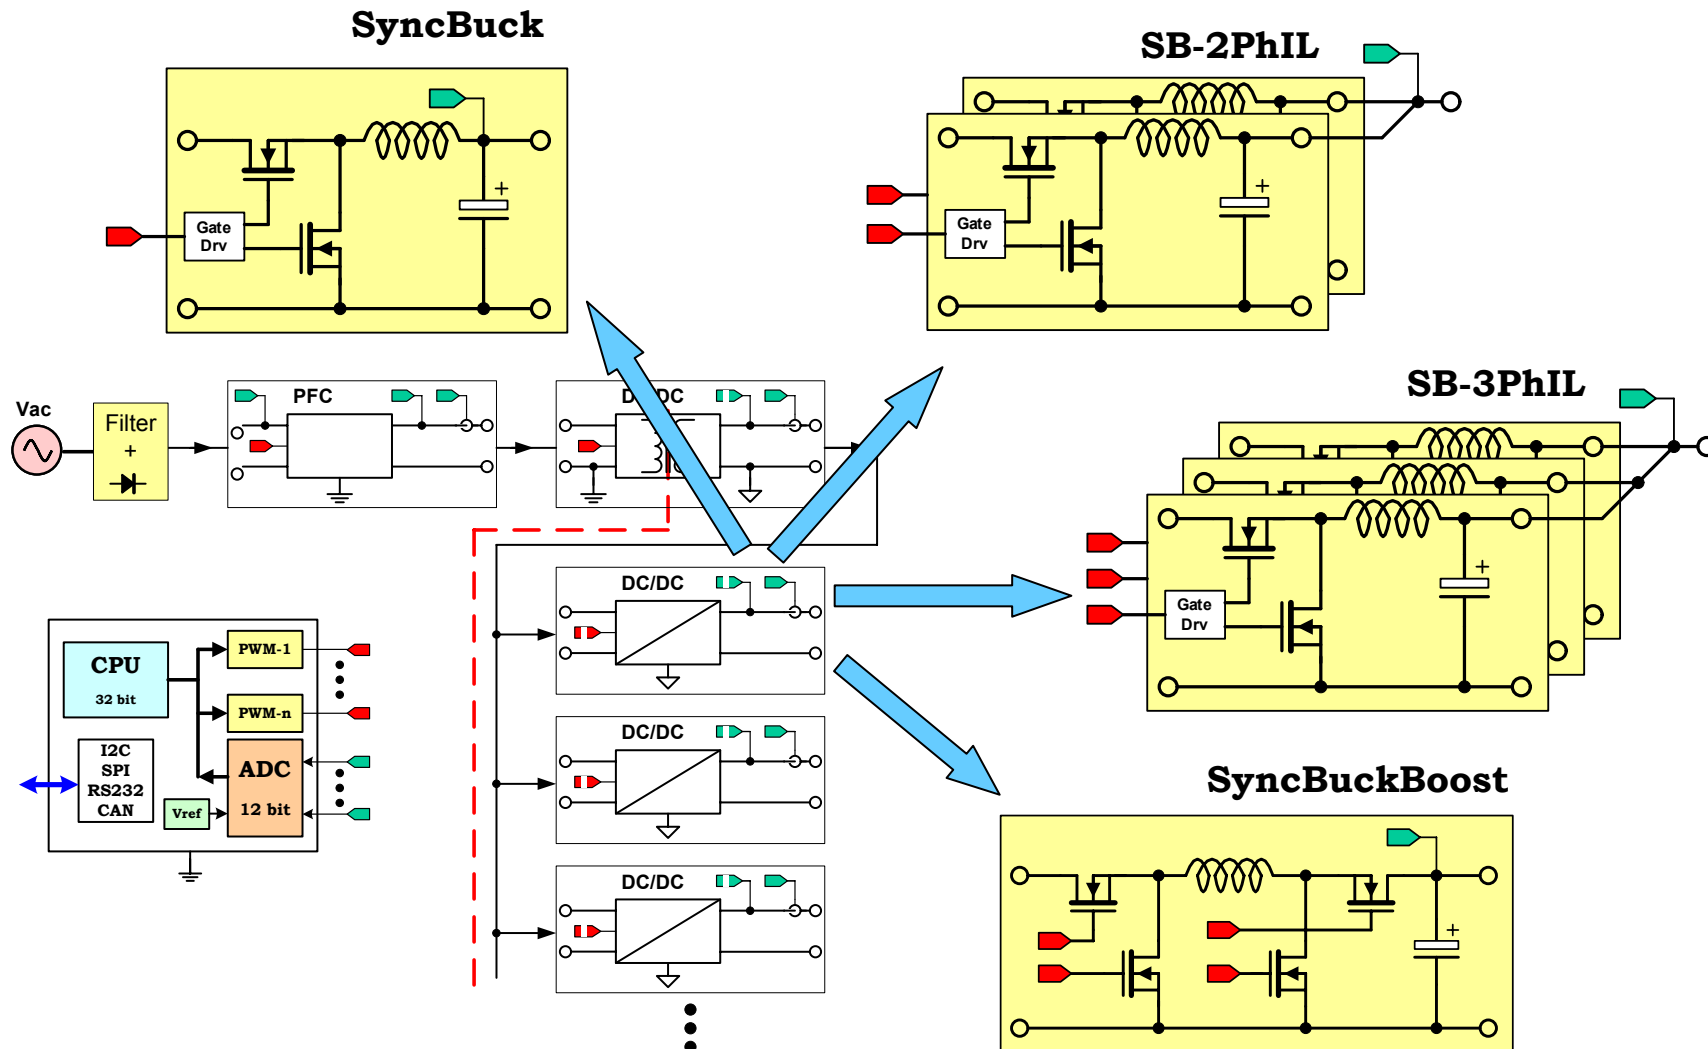 SyncBuck
SB-2PhIL
Gate
Drv
Gate
Drv
SB-3PhIL
Vac
Filter
+
PFC
DC/DC
DC/DC
Gate
Drv
CPU
32 bit
PWM-1
PWM-n
I2C
SPI
RS232
CAN
ADC
12 bit
Vref
DC/DC
DC/DC
SyncBuckBoost
+
+
+
+